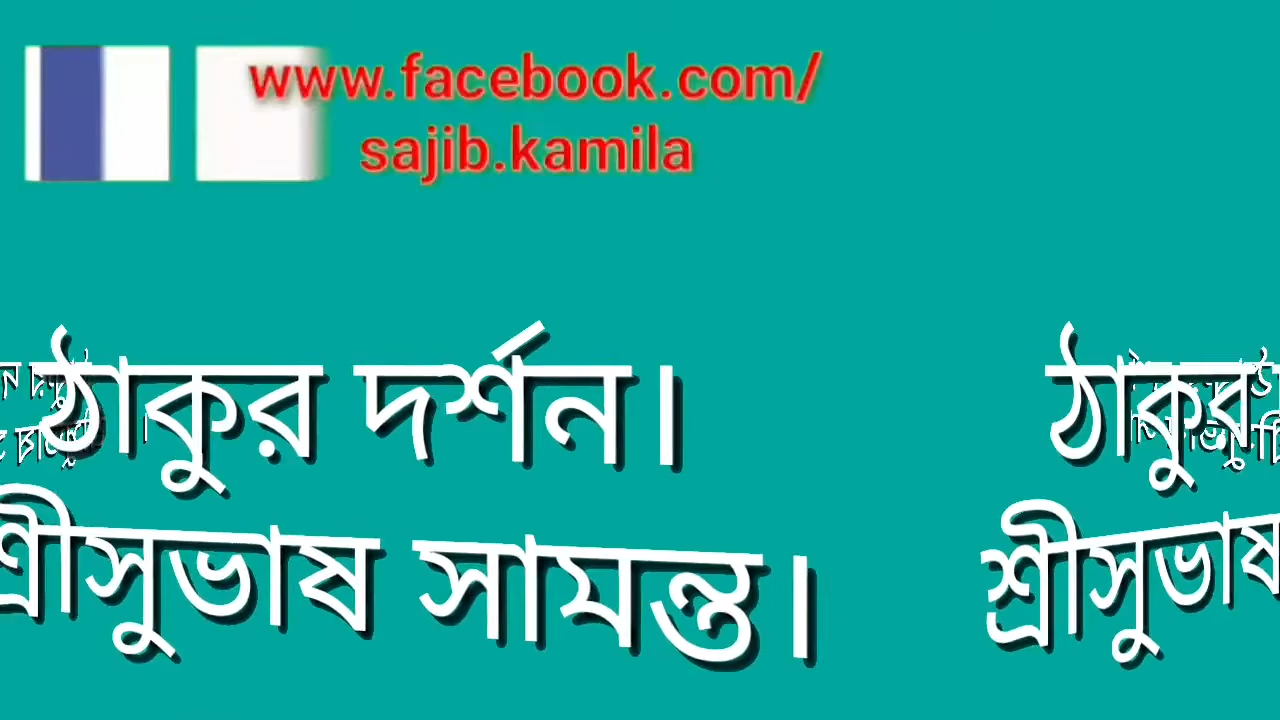 www.facebook.com/
sajib.kamila
ঠাকুর দর্শন। ঠাকুর
শ্রীসুভাষ সামন্ত। শ্রীসুভাষ